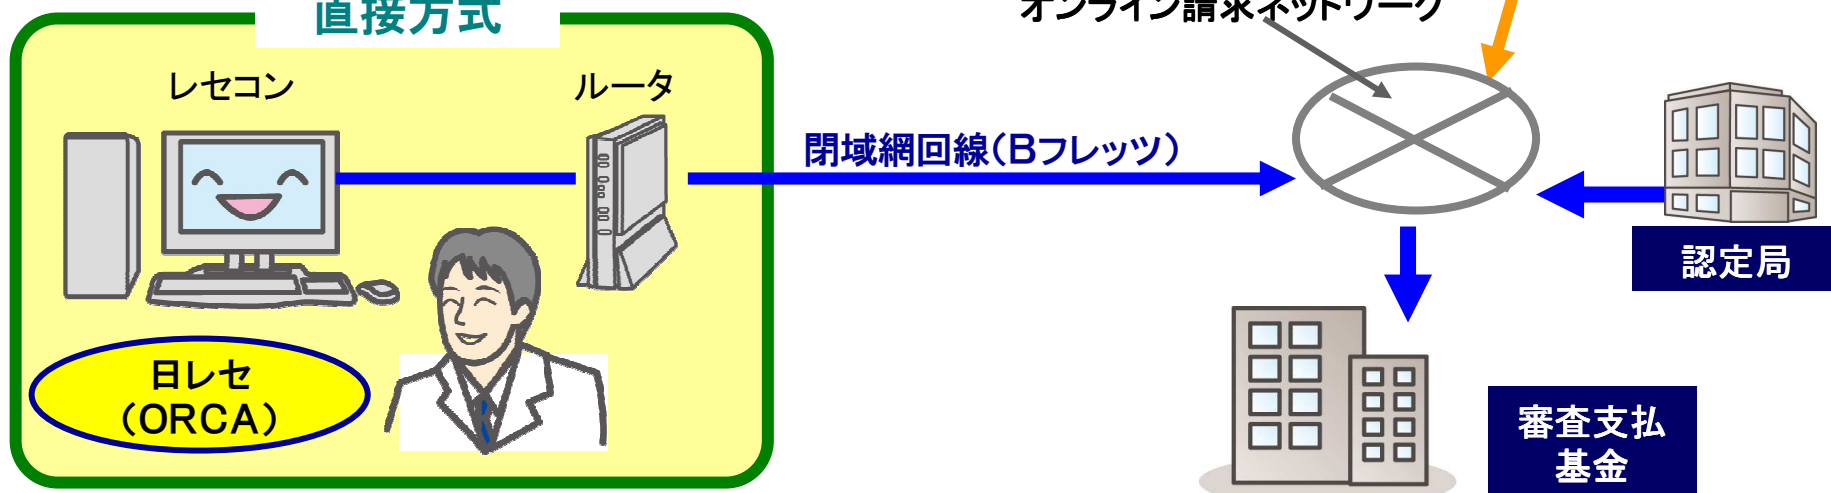 直接方式
オンライン請求ネットワーク
レセコン
ルータ
閉域網回線(Bフレッツ)
認定局
日レセ
(ORCA)
審査支払
基金